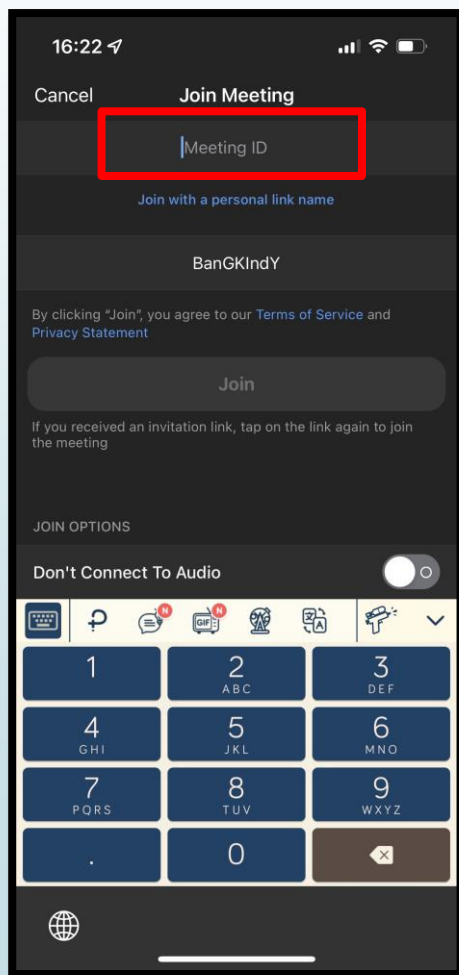 16:22
Cancel Join Meeting
Meeting ID
Join with a personal link name
BanGKIndY
By clicking "Join", you agree to our Terms of Service and
Privacy Statement
Join
If you received an invitation link, tap on the link again to join
the meeting
JOIN OPTIONS
Don't Connect To Audio
N N
GIF 文 A
1 2 3
ABC DEF
4 5 6
GHI JKL MNO
7 8 9
PQRS TUV WXYZ
. 0